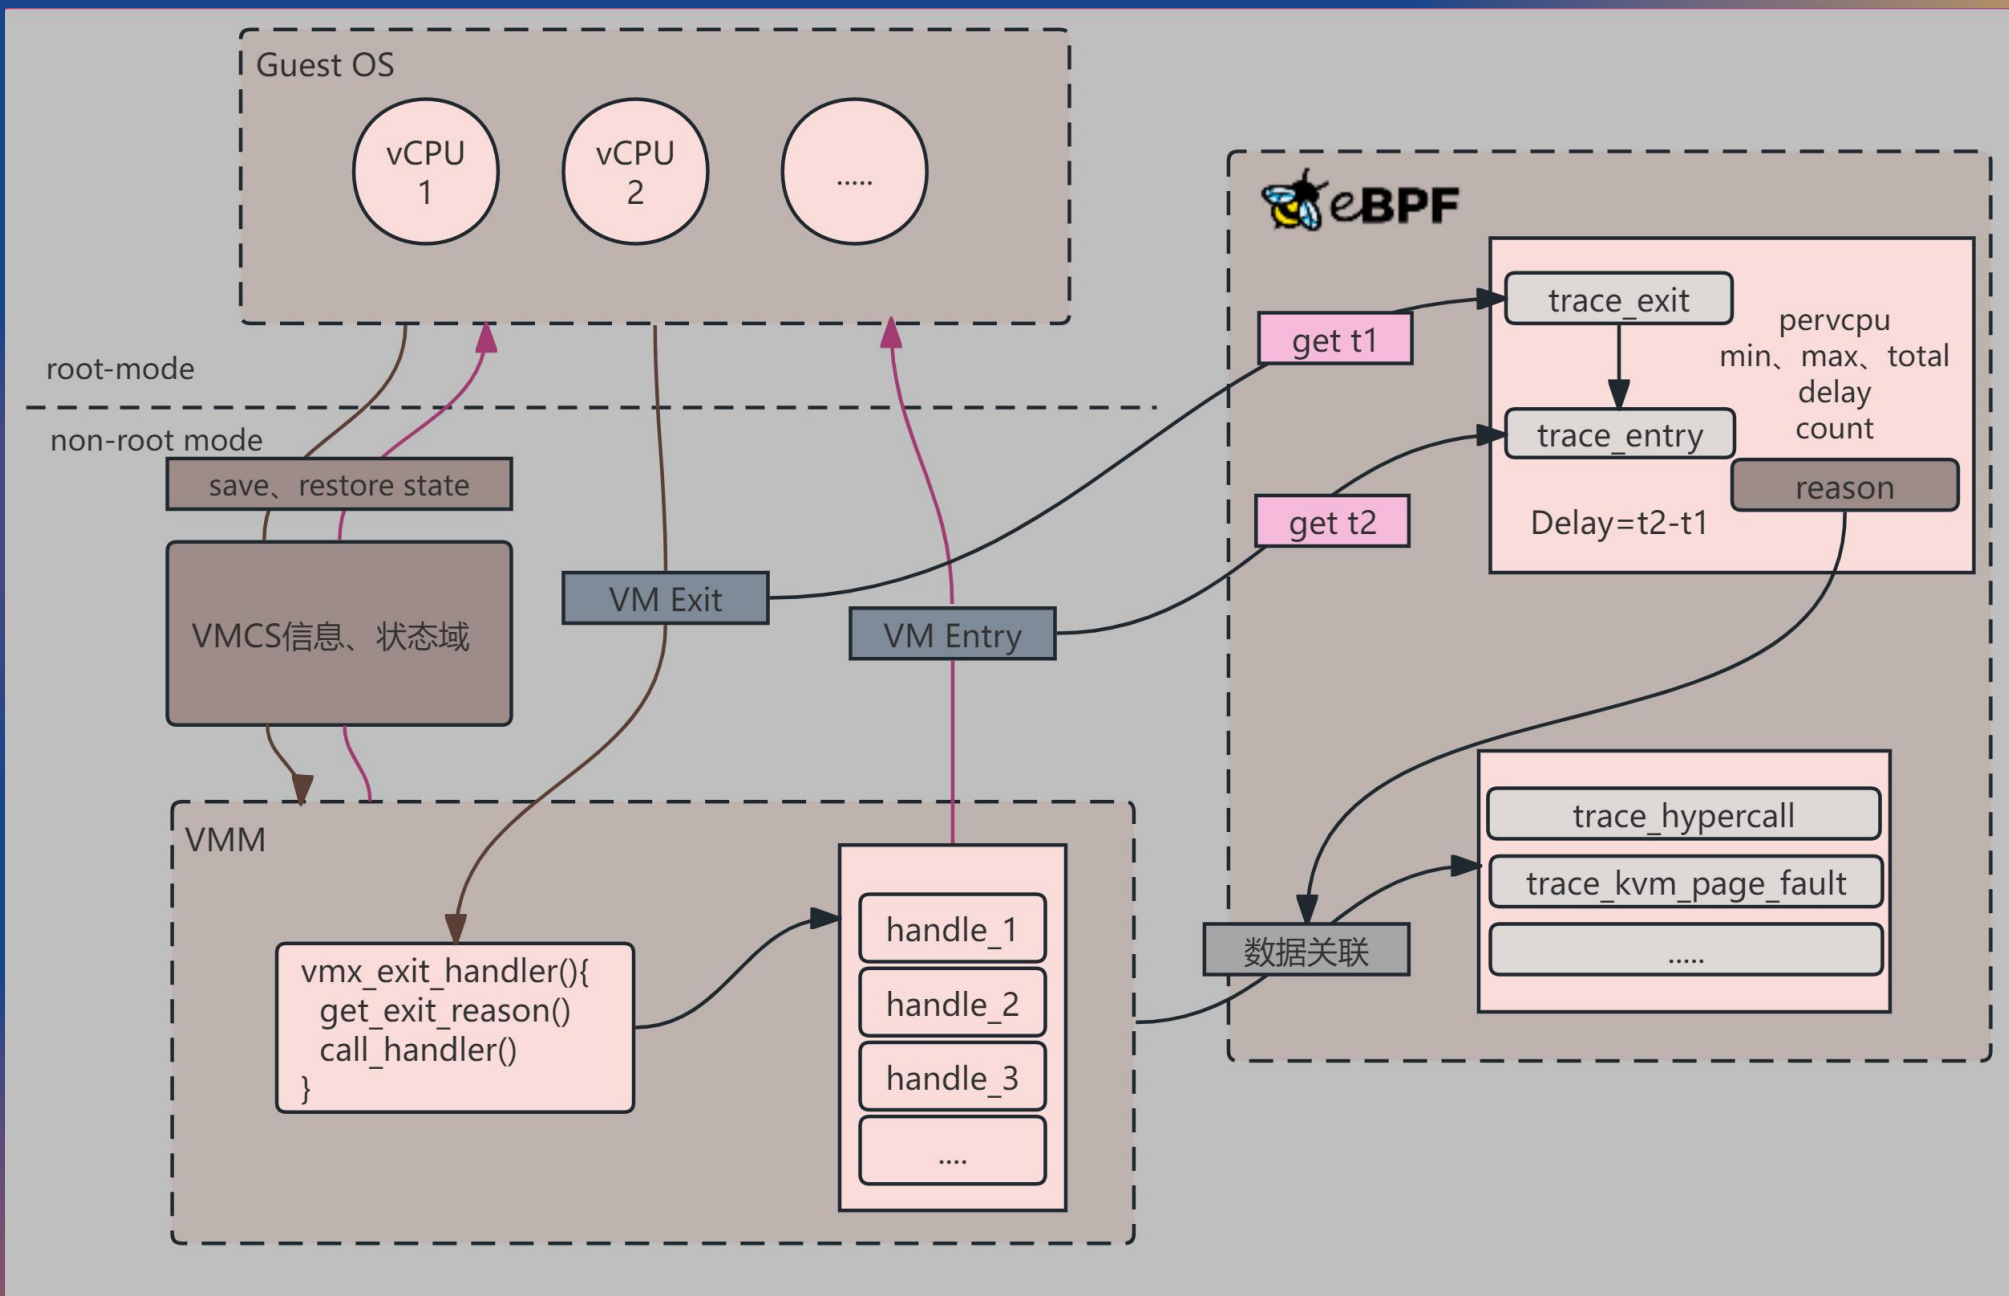 Guest OS
vCPU
1
vCPU
2
.....
root-mode
non-root mode
save、restore state
VMCS信息、状态域
VM Exit
VM Entry
VMM
vmx_exit_handler(){
get_exit_reason()
call_handler()
}
handle_1
handle_2
handle_3
....
eBPF
get t1
trace_exit
pervcpu
min、max、total
delay
count
trace_entry
reason
get t2
Delay=t2-t1
trace_hypercall
trace_kvm_page_fault
.....
数据关联